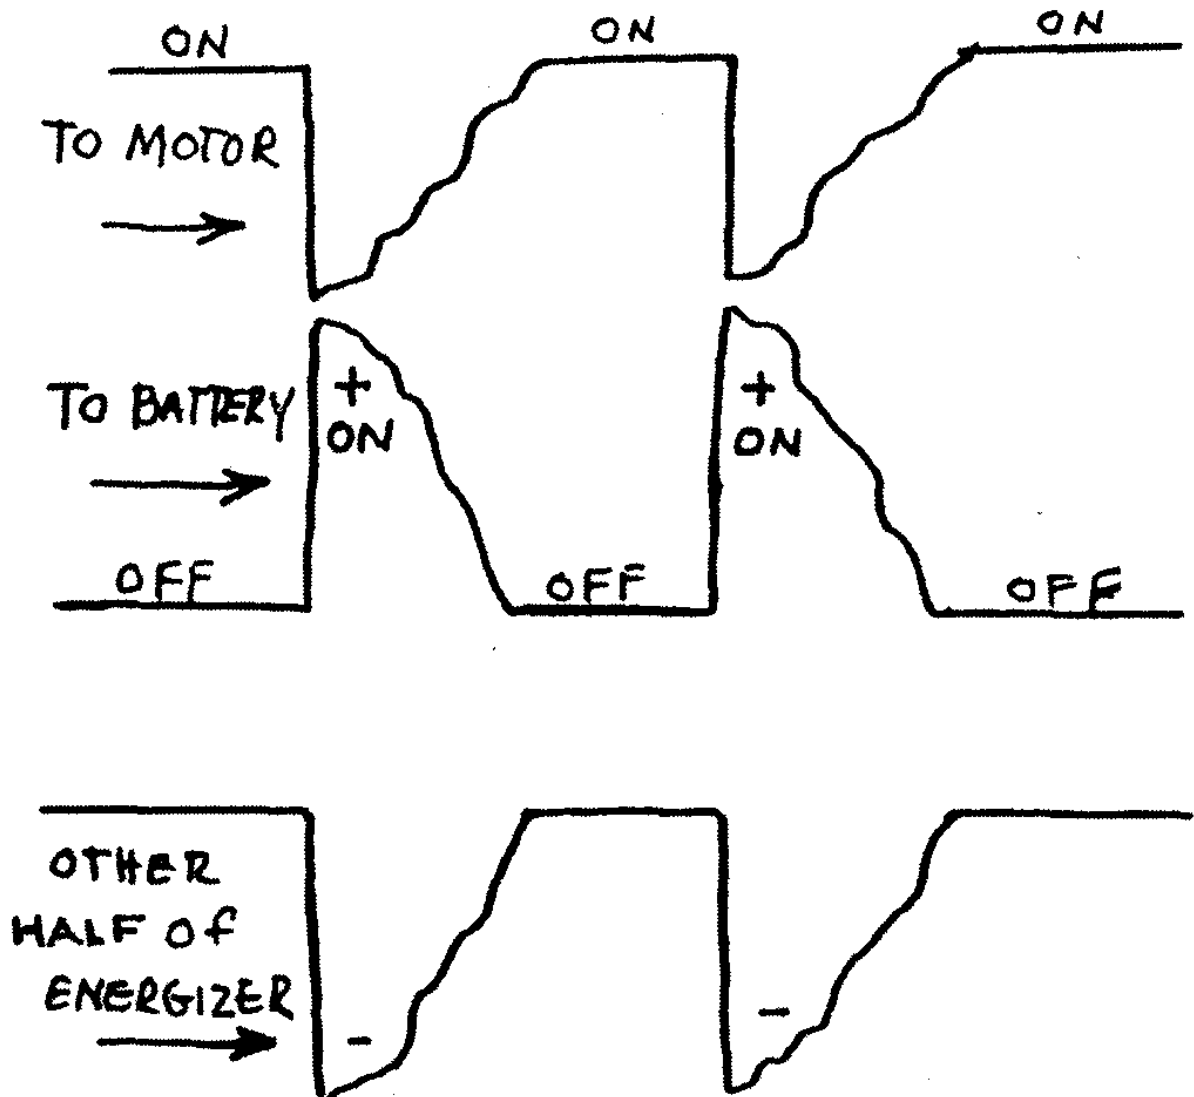 ON ON ON
TO MOTOR
TO BATTERY
+ +
ON ON
OFF OFF OFF
OTHER
HALF Of
ENERGIZER
- -